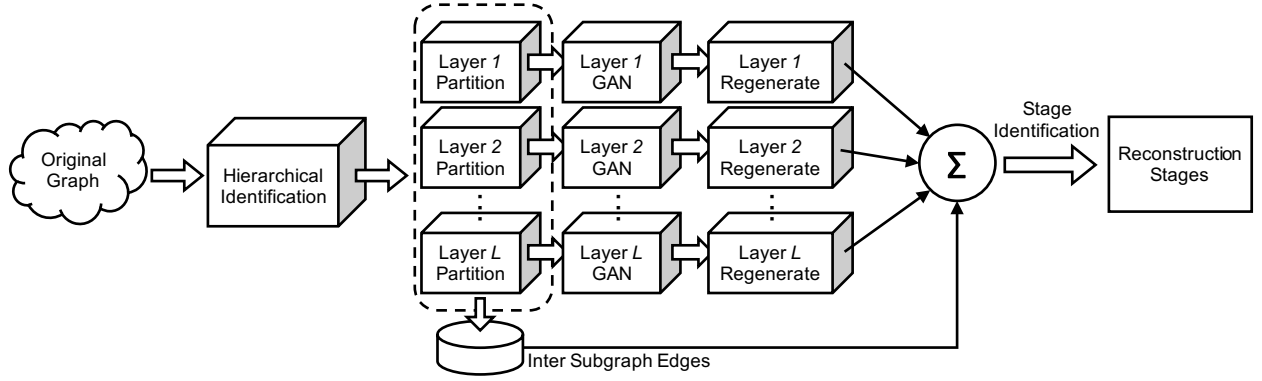 Original
Graph
Hierarchical
Identification
Layer 1
Partition
Layer 1
GAN
Layer 1
Regenerate
Layer 2
Partition
Layer 2
GAN
Layer 2
Regenerate
Layer L
Partition
Layer L
GAN
Layer L
Regenerate
Inter Subgraph Edges
Σ
Stage
Identification
Reconstruction
Stages